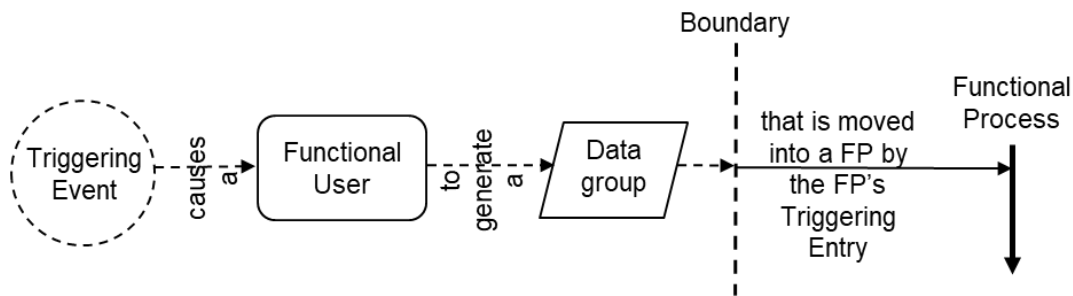 Boundary
Triggering
Event
causes
a
Functional
User
to
generate
a
Data
group
that is moved
into a FP by
the FP's
Triggering
Entry
Functional
Process